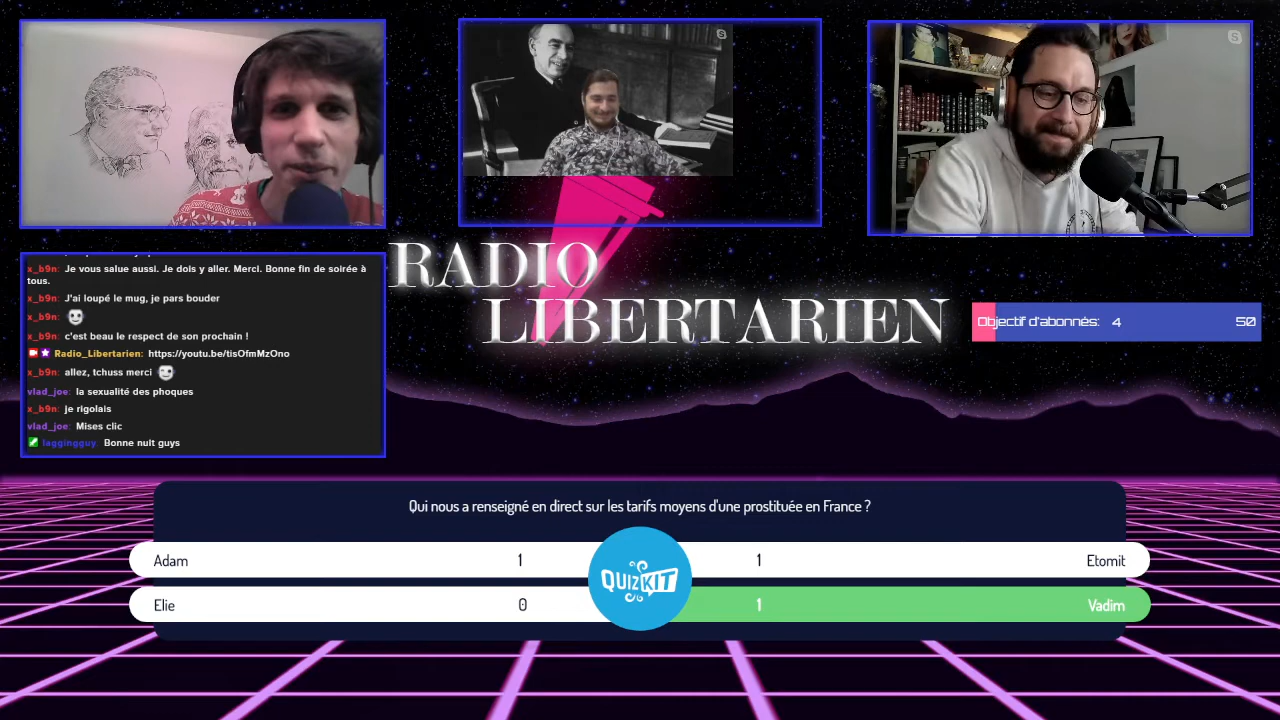 RADIO
LIBERTARIEN
x_b9n: Je vous salue aussi. Je dois y aller. Merci. Bonne fin de soirée à
tous.
x_b9n: J'ai loupé le mug, je pars bouder
x_b9n:
x_b9n: c'est beau le respect de son prochain !
Radio_Libertarien: https://youtu.be/tisOfmMzOno
x_b9n: allez, tchuss merci
vlad_joe: la sexualité des phoques
x_b9n: je rigolais
vlad_joe: Mises clic
laggingguy: Bonne nuit guys
Objectif d'abonnés: 4 50
Qui nous a renseigné en direct sur les tarifs moyens d'une prostituée en France ?
Adam 1 1 Etomit
QUIZKIT
Elie 0 1 Vadim